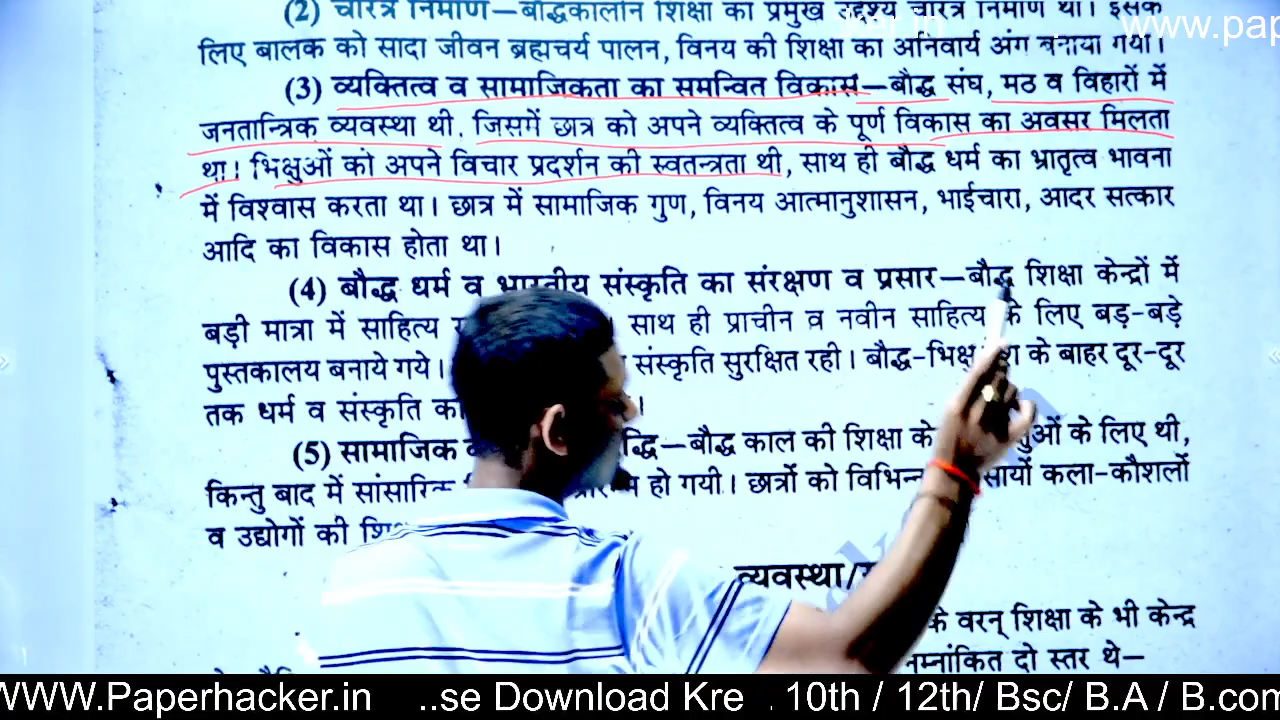 (2) चरित्र निर्माण—बौद्धकालीन शिक्षा का प्रमुख उद्देश्य चरित्र निर्माण था। इसके
लिए बालक को सादा जीवन ब्रह्मचर्य पालन, विनय की शिक्षा का अनिवार्य अंग बनाया गया।
(3) व्यक्तित्व व सामाजिकता का समन्वित विकास—बौद्ध संघ, मठ व विहारों में
जनतान्त्रिक व्यवस्था थी, जिसमें छात्र को अपने व्यक्तित्व के पूर्ण विकास का अवसर मिलता
था। भिक्षुओं को अपने विचार प्रदर्शन की स्वतन्त्रता थी, साथ ही बौद्ध धर्म का भ्रातृत्व भावना
में विश्वास करता था। छात्र में सामाजिक गुण, विनय आत्मानुशासन, भाईचारा, आदर सत्कार
आदि का विकास होता था।
(4) बौद्ध धर्म व भारतीय संस्कृति का संरक्षण व प्रसार—बौद्ध शिक्षा केन्द्रों में
बड़ी मात्रा में साहित्य साथ ही प्राचीन व नवीन साहित्य के लिए बड़-बड़े
पुस्तकालय बनाये गये। संस्कृति सुरक्षित रही। बौद्ध-भिक्षु के बाहर दूर-दूर
तक धर्म व संस्कृति का
(5) सामाजिक —बौद्ध काल की शिक्षा के लिए थी,
किन्तु बाद में हो गयी। छात्रों को कला-कौशलों
व उद्योगों की
व्यवस्था/
के वरन् शिक्षा के भी केन्द्र
दो स्तर थे—
www.pap
WWW.Paperhacker.in ..se Download Kre . 10th / 12th/ Bsc/ B.A / B.com